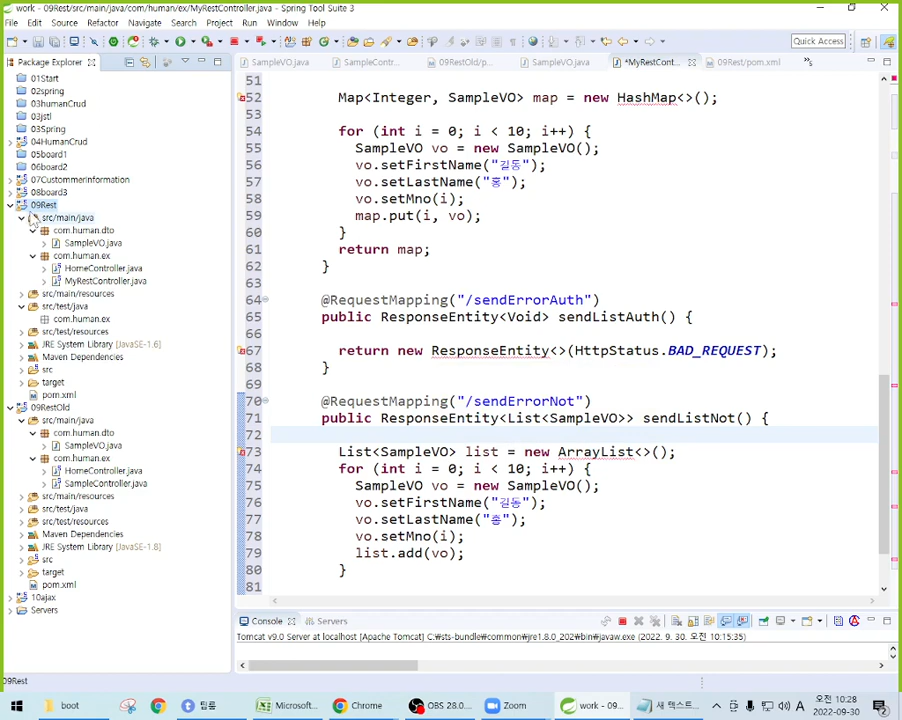 work - 09Rest/src/main/java/com/human/ex/MyRestController.java - Spring Tool Suite 3
File Edit Source Refactor Navigate Search Project Run Window Help
Quick Access
Package Explorer
SampleVO.java SampleContr... 09RestOld/p... SampleVO.java *MyRestCont... 09Rest/pom.xml
01Start
02spring
03humanCrud
03jstl
03Spring
04HumanCrud
05board1
06board2
07Custommerinformation
08board3
09Rest
src/main/java
com.human.dto
SampleVO.java
com.human.ex
HomeController.java
MyRestController.java
src/main/resources
src/test/java
com.human.ex
src/test/resources
JRE System Library [JavaSE-1.6]
Maven Dependencies
src
target
pom.xml
09RestOld
src/main/java
com.human.dto
SampleVO.java
com.human.ex
HomeController.java
SampleController.java
src/main/resources
src/test/java
src/test/resources
Maven Dependencies
JRE System Library [JavaSE-1.8]
src
target
pom.xml
10ajax
Servers
51
52 Map<Integer, SampleVO> map = new HashMap<>();
53
54 for (int i = 0; i < 10; i++) {
55 SampleVO vo = new SampleVO();
56 vo.setFirstName("길동");
57 vo.setLastName("홍");
58 vo.setMno(i);
59 map.put(i, vo);
60 }
61 return map;
62 }
63
64 @RequestMapping("/sendErrorAuth")
65 public ResponseEntity<Void> sendListAuth() {
66
67 return new ResponseEntity<>(HttpStatus.BAD_REQUEST);
68 }
69
70 @RequestMapping("/sendErrorNot")
71 public ResponseEntity<List<SampleVO>> sendListNot() {
72
73 List<SampleVO> list = new ArrayList<>();
74 for (int i = 0; i < 10; i++) {
75 SampleVO vo = new SampleVO();
76 vo.setFirstName("길동");
77 vo.setLastName("홍");
78 vo.setMno(i);
79 list.add(vo);
80 }
81
Console Servers
Tomcat v9.0 Server at localhost [Apache Tomcat] C:₩sts-bundle₩common₩jre1.8.0_202₩bin₩javaw.exe (2022. 9. 30. 오전 10:15:35)
09Rest
boot 팀룸 Microsoft... Chrome OBS 28.0... Zoom work - 09... 새 텍스트... A 오전 10:28
2022-09-30
2